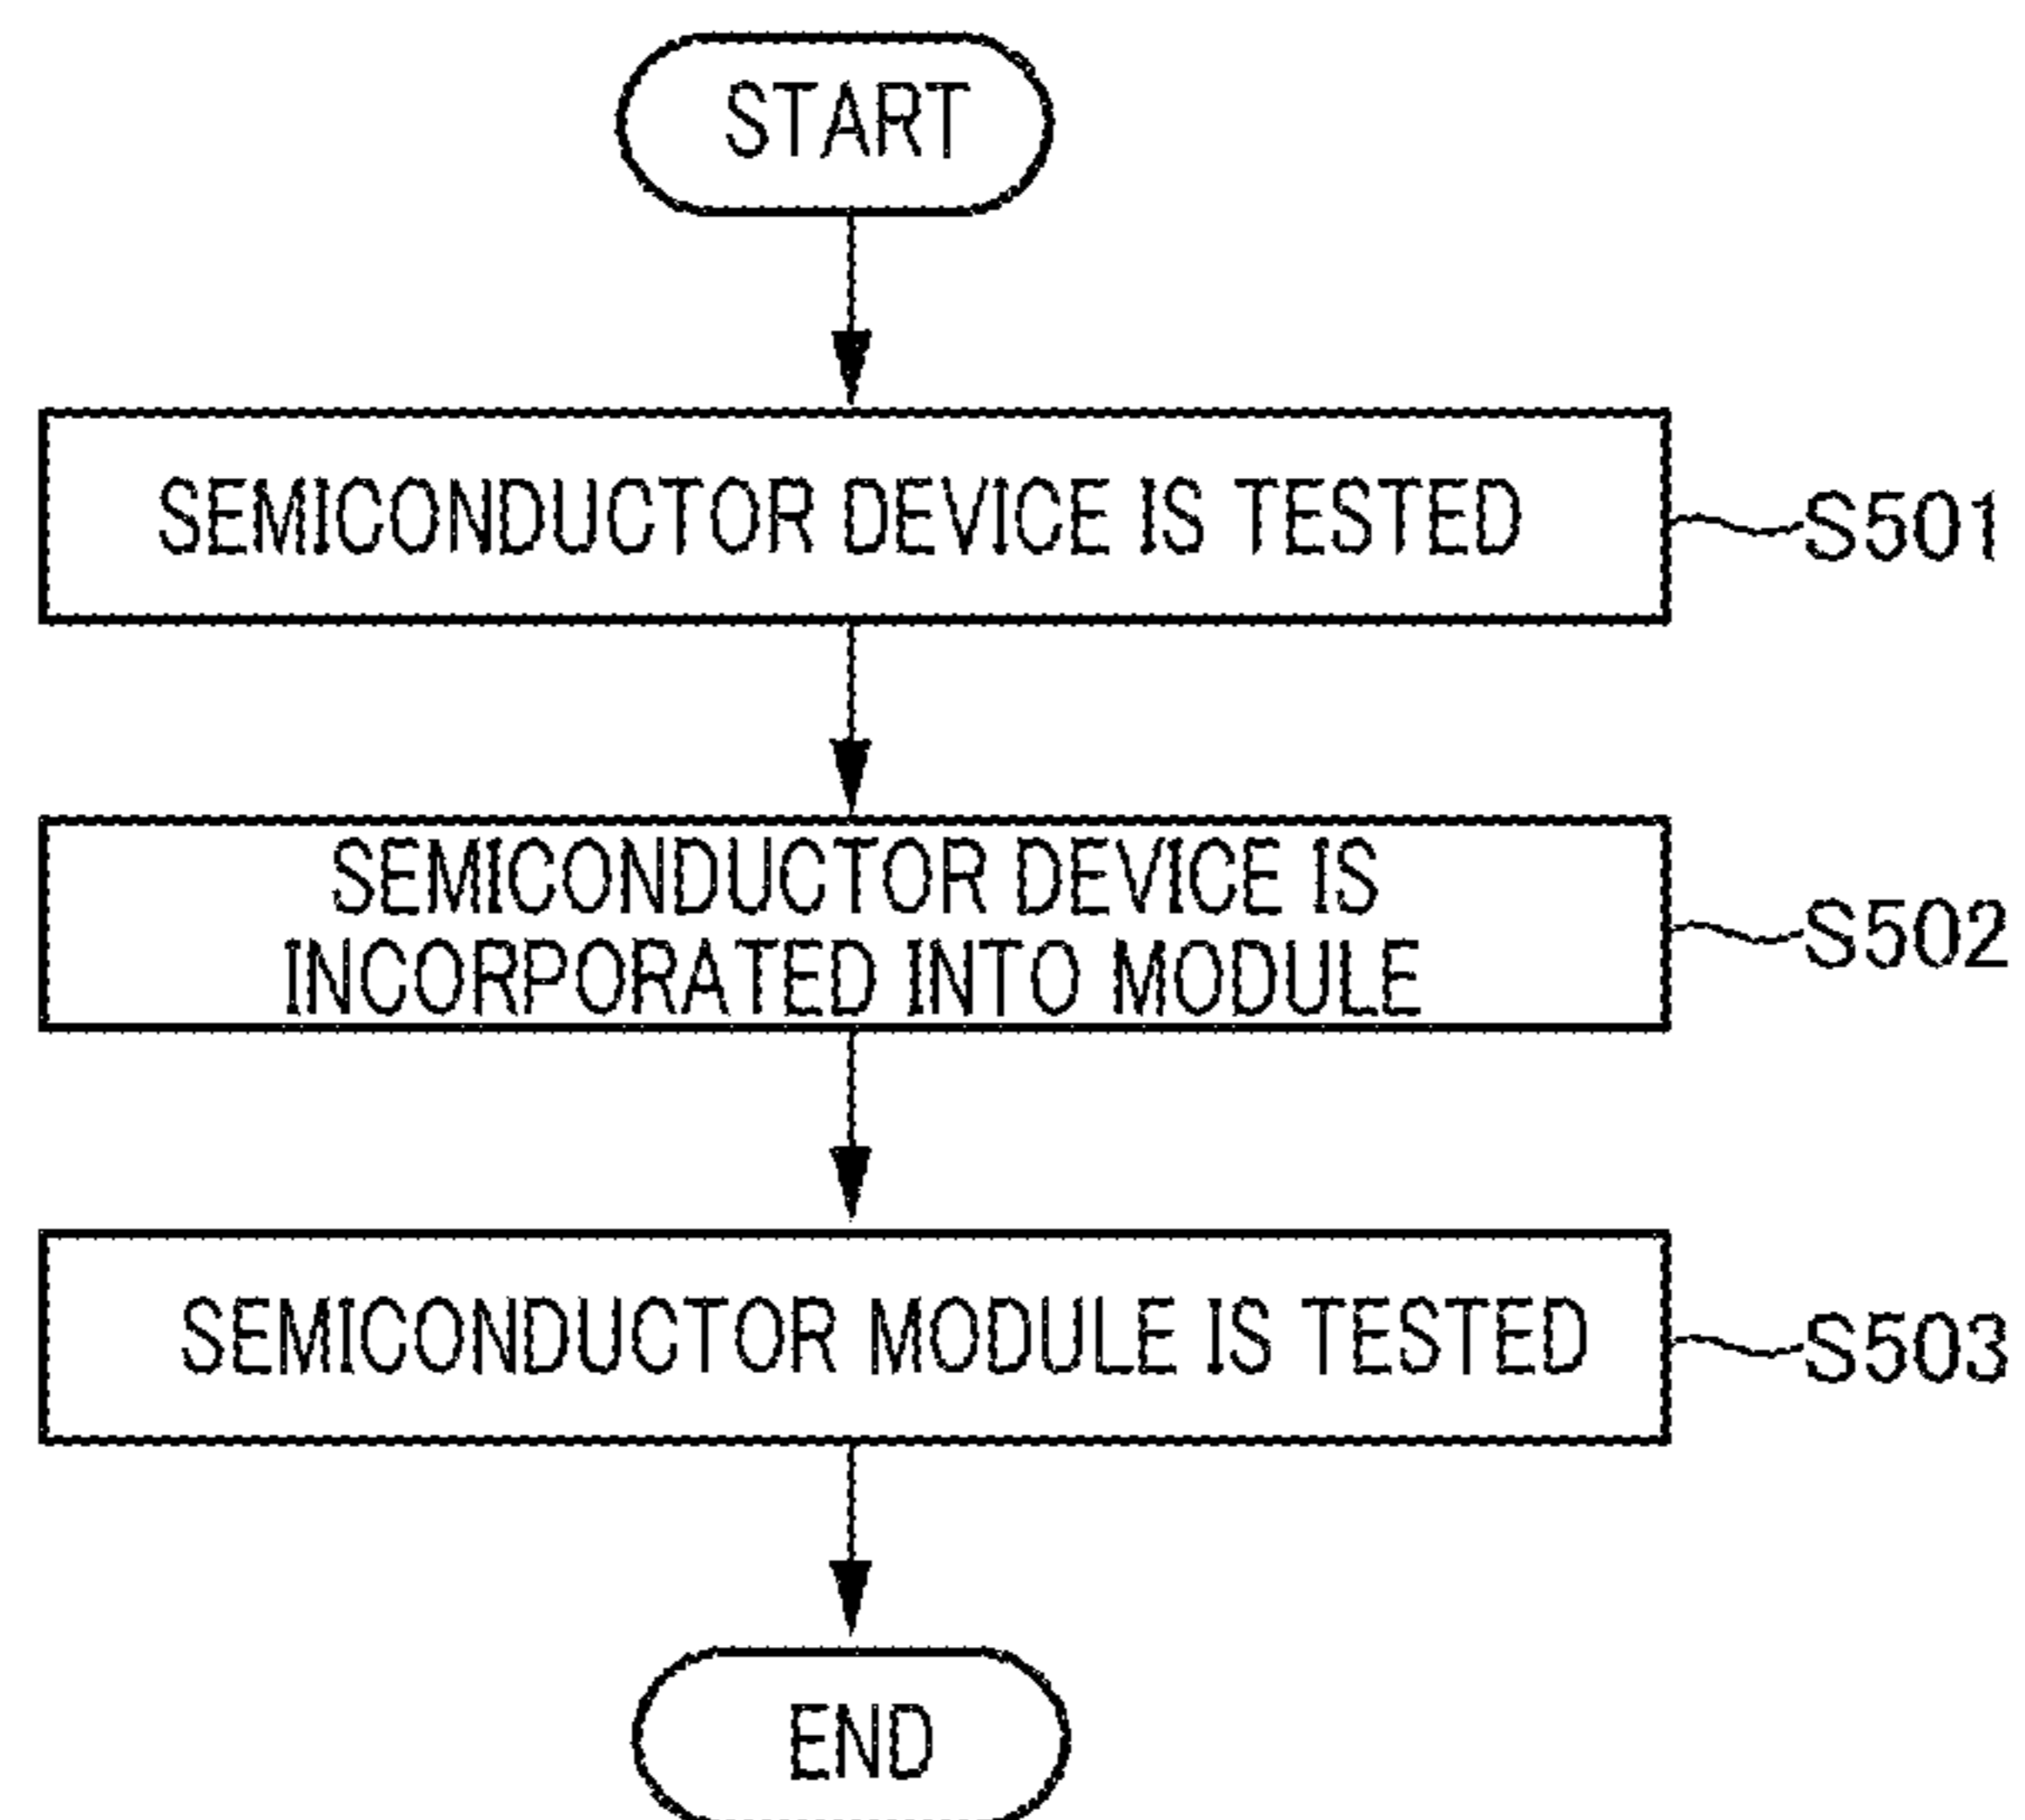 START
SEMICONDUCTOR DEVICE IS TESTED
S501
SEMICONDUCTOR DEVICE IS
INCORPORATED INTO MODULE
S502
SEMICONDUCTOR MODULE IS TESTED
S503
END